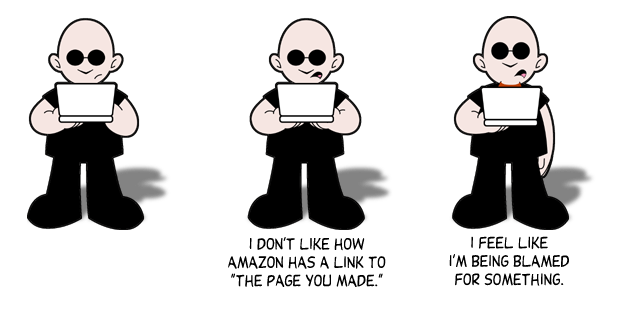 I DON'T LIKE HOW
AMAZON HAS A LINK TO
"THE PAGE YOU MADE."
I FEEL LIKE
I'M BEING BLAMED
FOR SOMETHING.